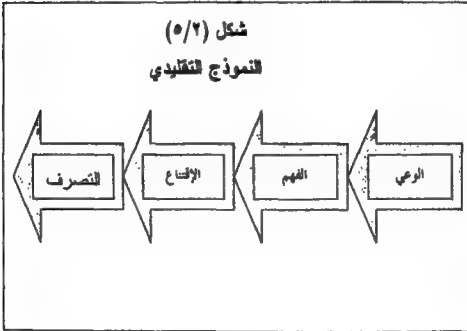 شكل (٥/٢)
النموذج التقليدي
الوعي
الفهم
الإقتناع
التصرف